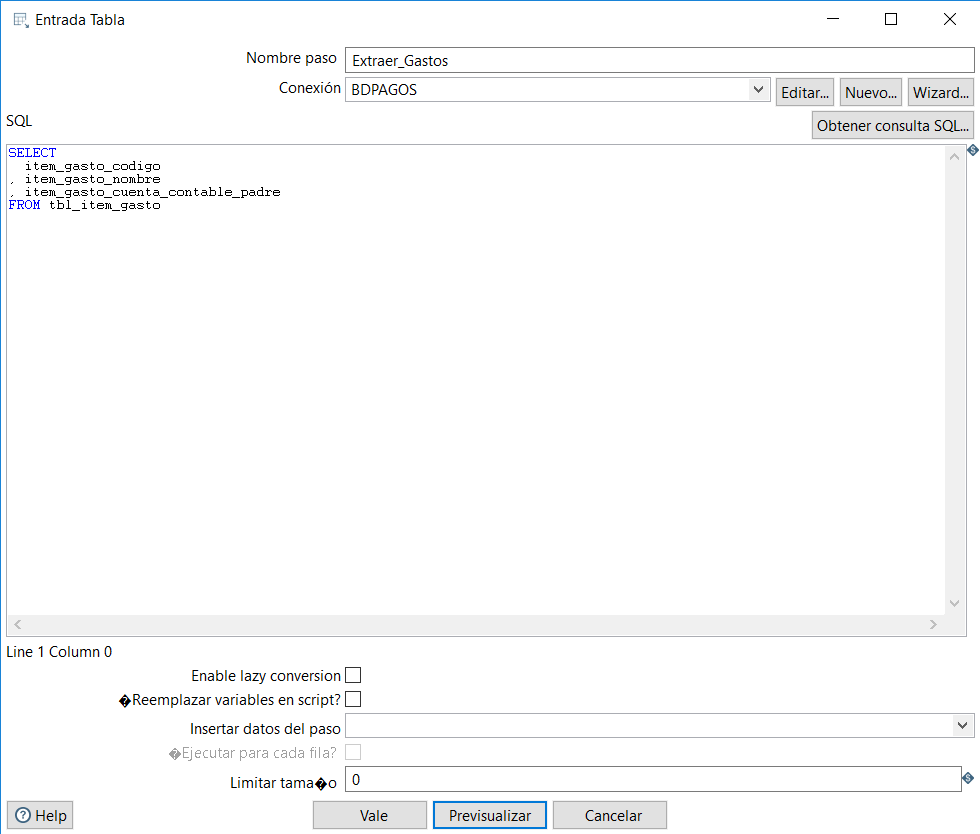 Entrada Tabla
Nombre paso Extraer_Gastos
Conexión BDPAGOS Editar... Nuevo... Wizard...
SQL Obtener consulta SQL...
SELECT
  item_gasto_codigo
, item_gasto_nombre
, item_gasto_cuenta_contable_padre
FROM tbl_item_gasto
Line 1 Column 0
Enable lazy conversion
�Reemplazar variables en script?
Insertar datos del paso
�Ejecutar para cada fila?
Limitar tama�o 0
Help Vale Previsualizar Cancelar